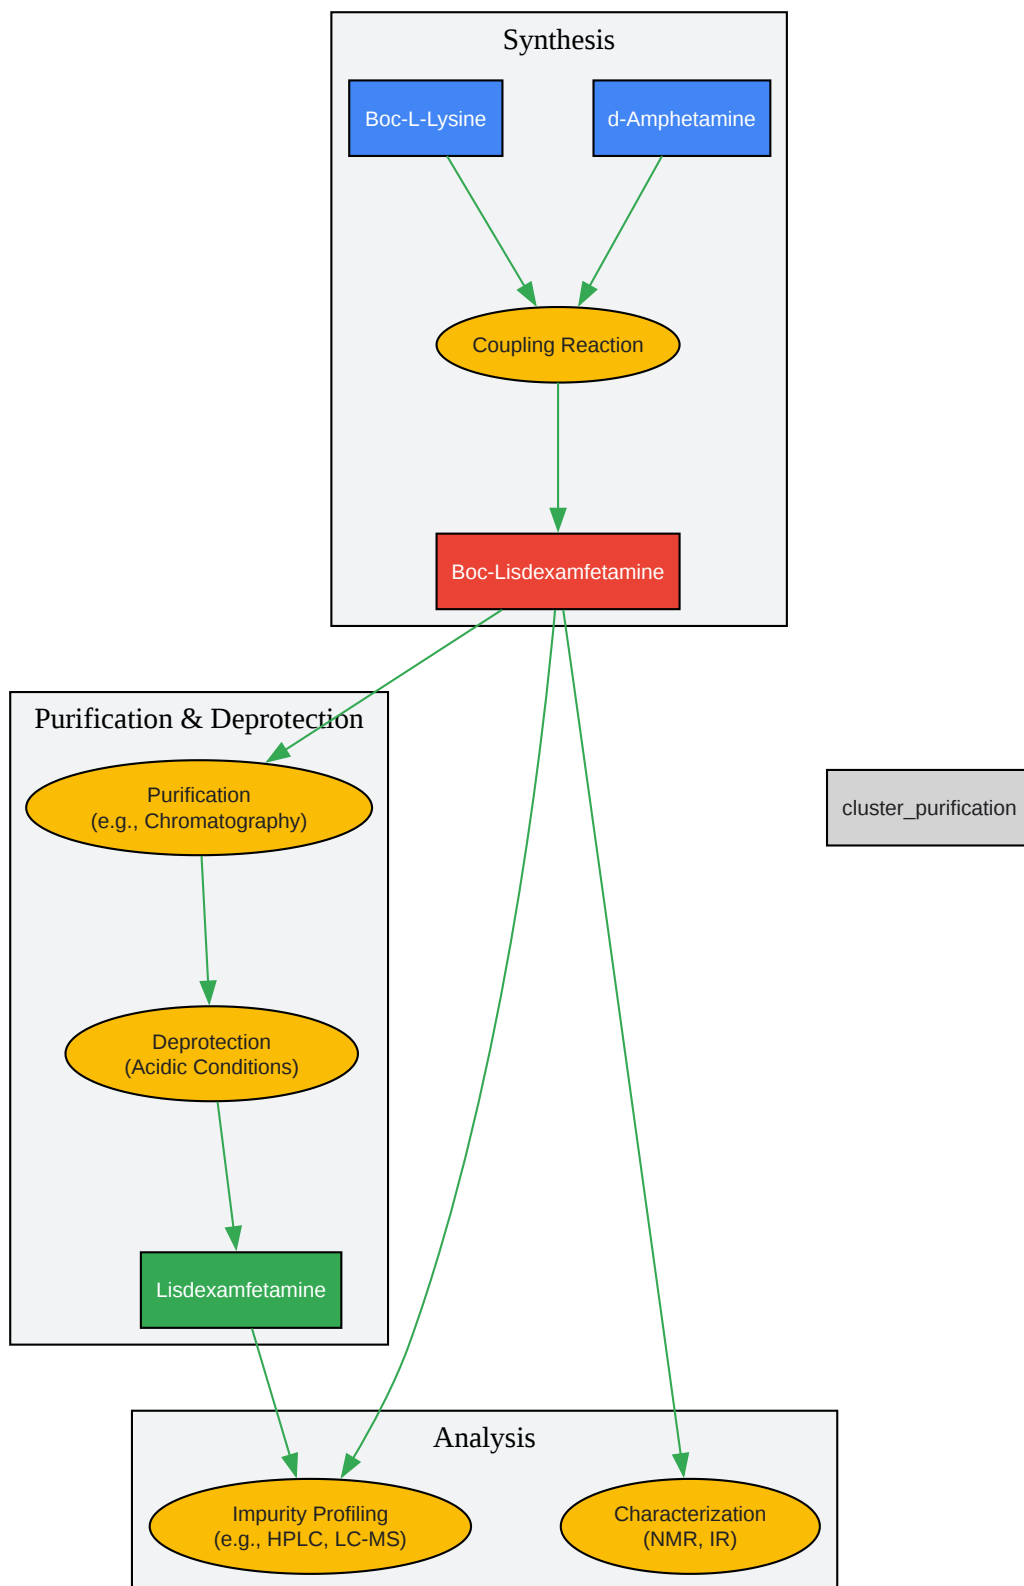 Synthesis
Boc-L-Lysine
d-Amphetamine
Coupling Reaction
Boc-Lisdexamfetamine
Purification & Deprotection
Purification
(e.g., Chromatography)
cluster_purification
Deprotection
(Acidic Conditions)
Lisdexamfetamine
Analysis
Impurity Profiling
(e.g., HPLC, LC-MS)
Characterization
(NMR, IR)